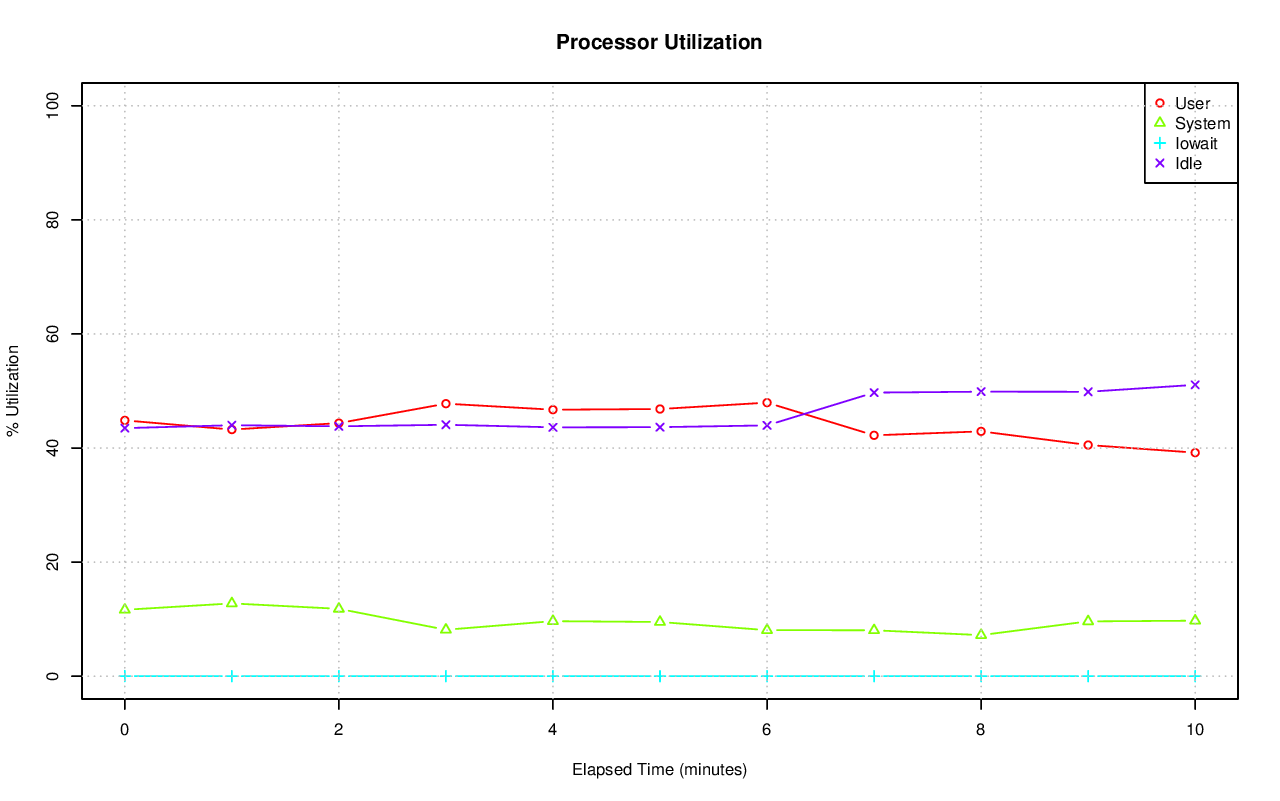 Processor Utilization
% Utilization
100
80
60
40
20
0
User
System
Iowait
Idle
0 2 4 6 8 10
Elapsed Time (minutes)